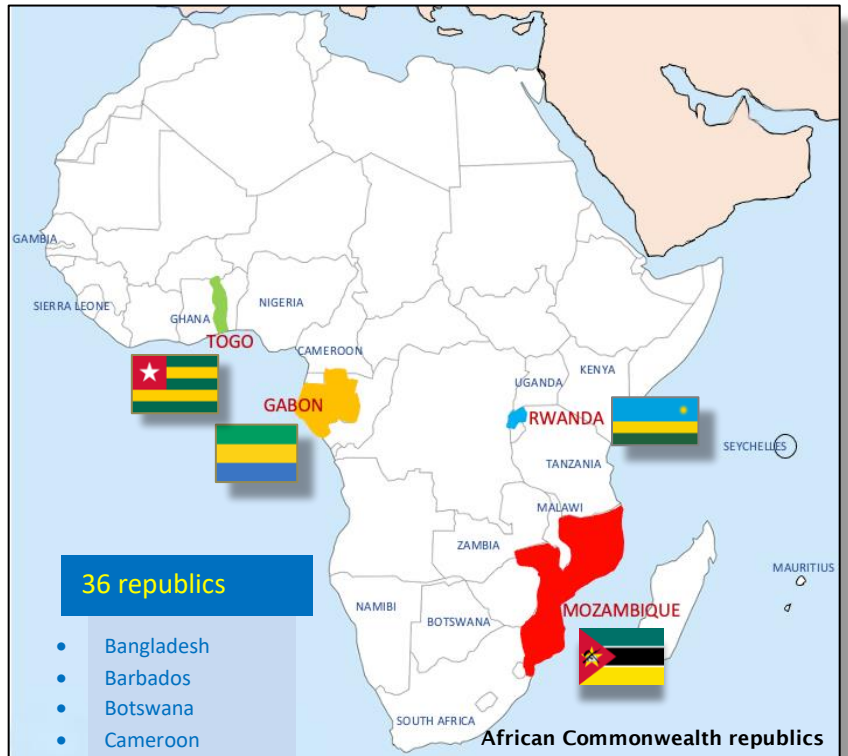 GAMBIA
SIERRA LEONE
GHANA
NIGERIA
TOGO
CAMEROON
GABON
UGANDA
KENYA
RWANDA
SEYCHELLES
TANZANIA
MALAWI
ZAMBIA
MAURITIUS
NAMIBI
BOTSWANA
MOZAMBIQUE
SOUTH AFRICA
36 republics
• Bangladesh
• Barbados
• Botswana
• Cameroon
African Commonwealth republics